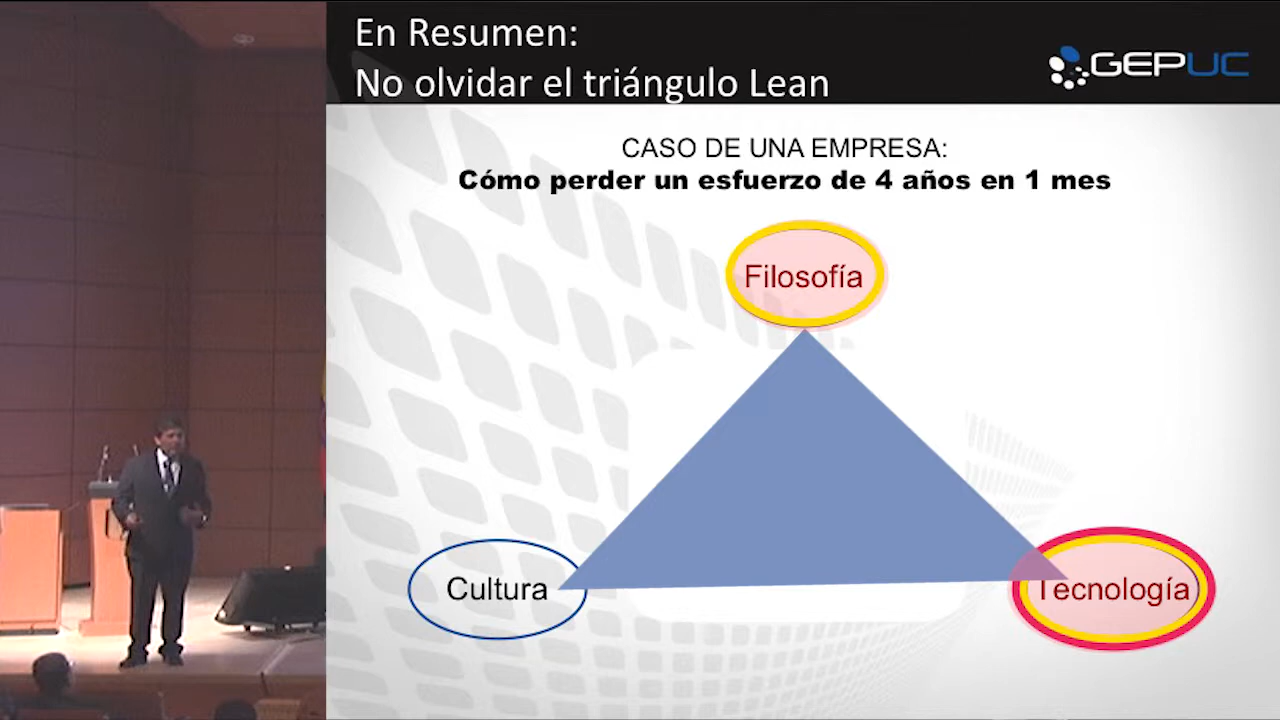 En Resumen:
No olvidar el triángulo Lean
GEPUC
CASO DE UNA EMPRESA:
Cómo perder un esfuerzo de 4 años en 1 mes
Filosofía
Cultura
Tecnología